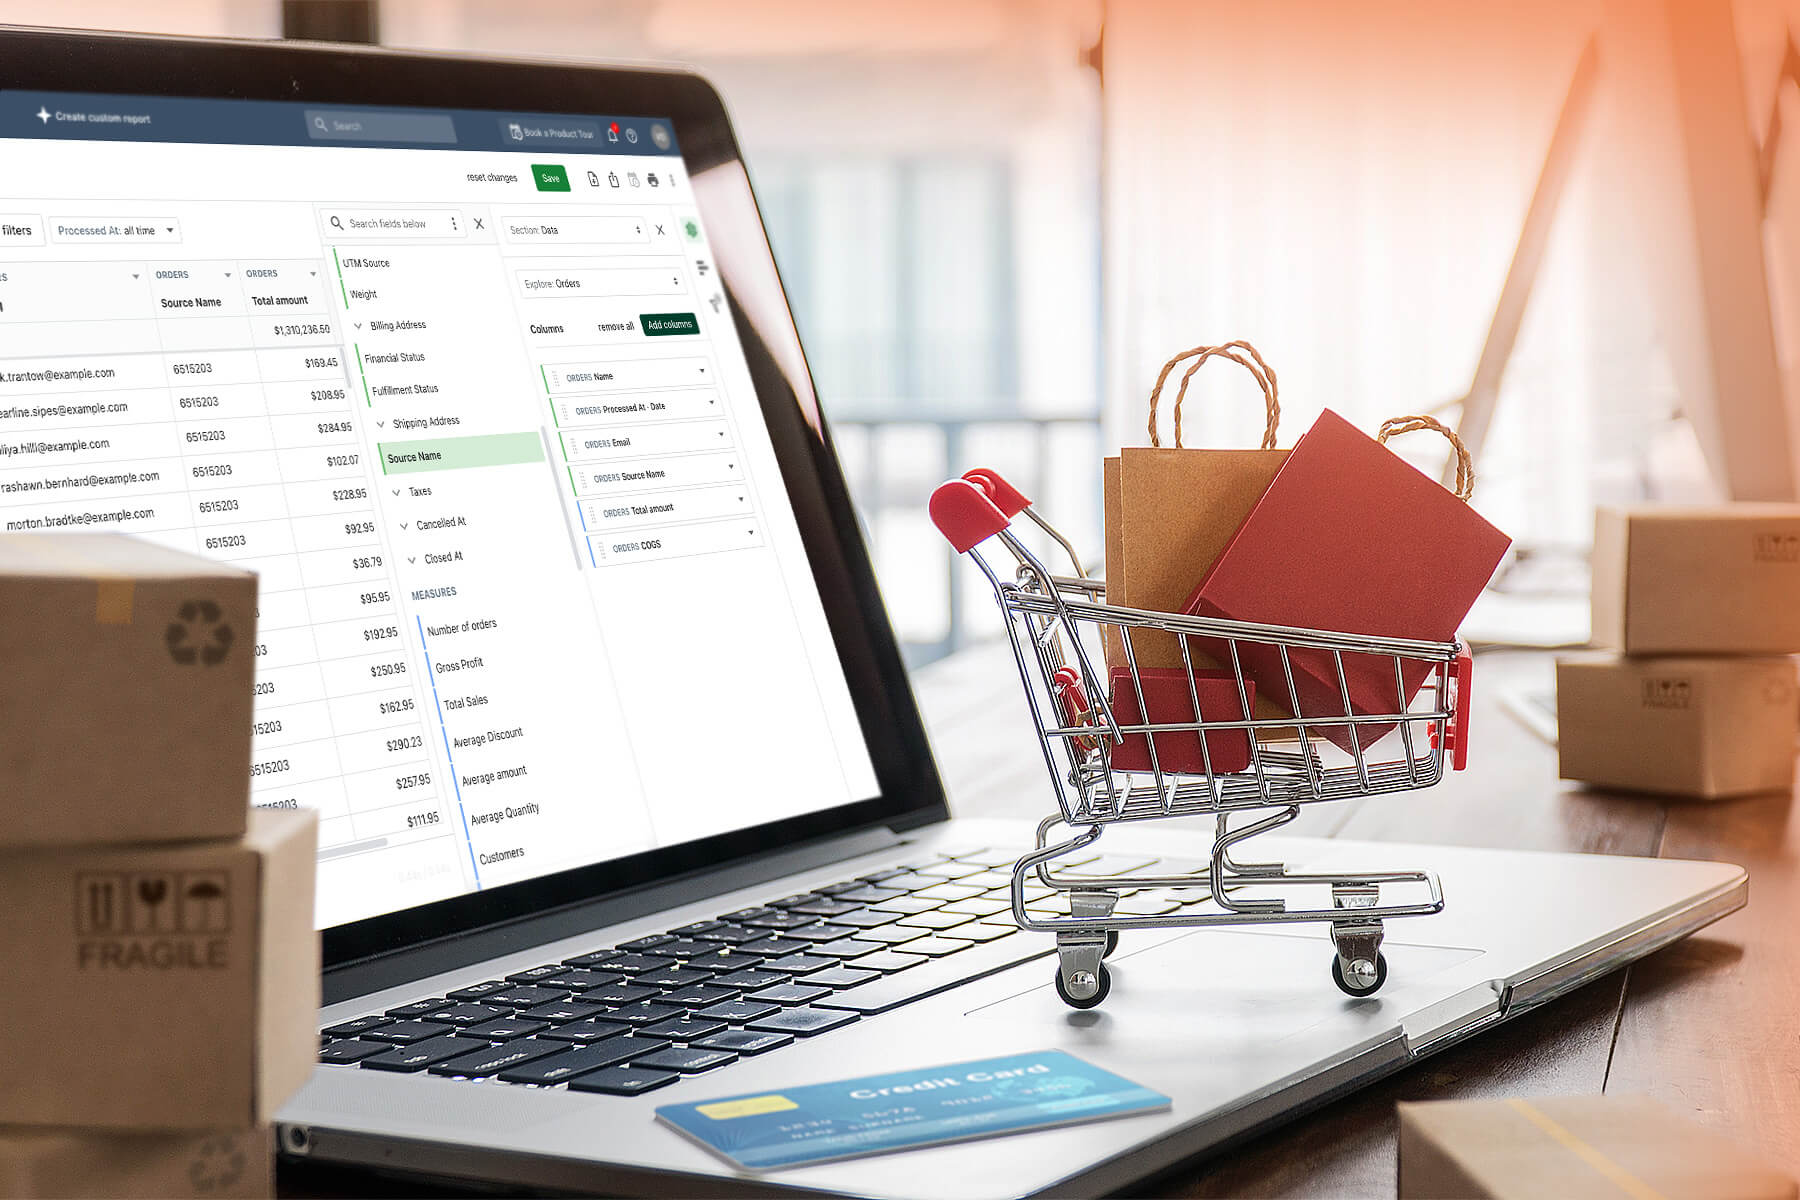 Create custom report
Search
Book a Product Tour
reset changes
Save
filters
Processed At: all time
Search fields below
Section: Data
Explore: Orders
Columns
remove all
Add columns
ORDERS
ORDERS
Source Name
Total amount
$1,310,236.50
k.trantow@example.com 6515203 $169.45
earline.sipes@example.com 6515203 $208.95
liya.hilll@example.com 6515203 $284.95
rashawn.bernhard@example.com 6515203 $102.07
morton.bradtke@example.com 6515203 $228.95
6515203 $92.95
$36.79
03 $95.95
203 $192.95
5203 $250.95
15203 $162.95
6515203 $290.23
6515203 $257.95
$111.95
UTM Source
Weight
Billing Address
Financial Status
Fulfillment Status
Shipping Address
Source Name
Taxes
Cancelled At
Closed At
MEASURES
Number of orders
Gross Profit
Total Sales
Average Discount
Average amount
Average Quantity
Customers
ORDERS Name
ORDERS Processed At - Date
ORDERS Email
ORDERS Source Name
ORDERS Total amount
ORDERS COGS
FRAGILE
FRAGILE
Credit Card